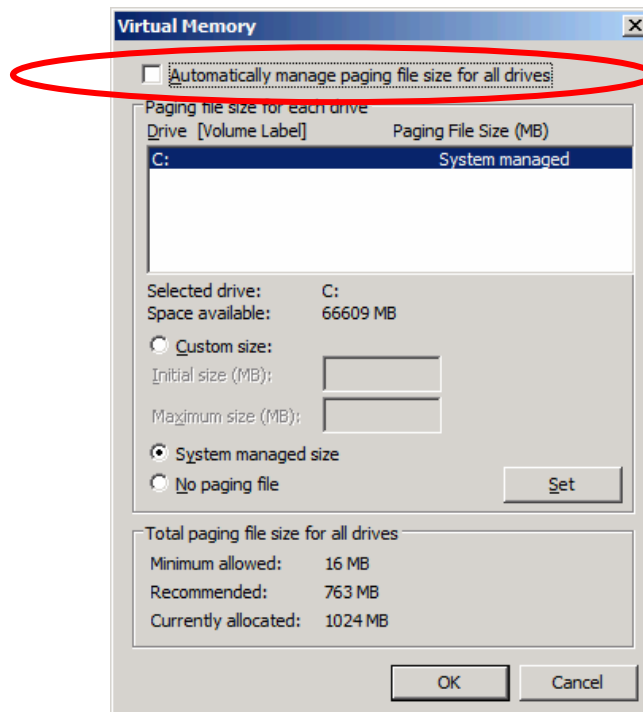 Virtual Memory
Automatically manage paging file size for all drives
Paging file size for each drive
Drive [Volume Label] Paging File Size (MB)
C: System managed
Selected drive: C:
Space available: 66609 MB
Custom size:
Initial size (MB):
Maximum size (MB):
System managed size
No paging file Set
Total paging file size for all drives
Minimum allowed: 16 MB
Recommended: 763 MB
Currently allocated: 1024 MB
OK Cancel